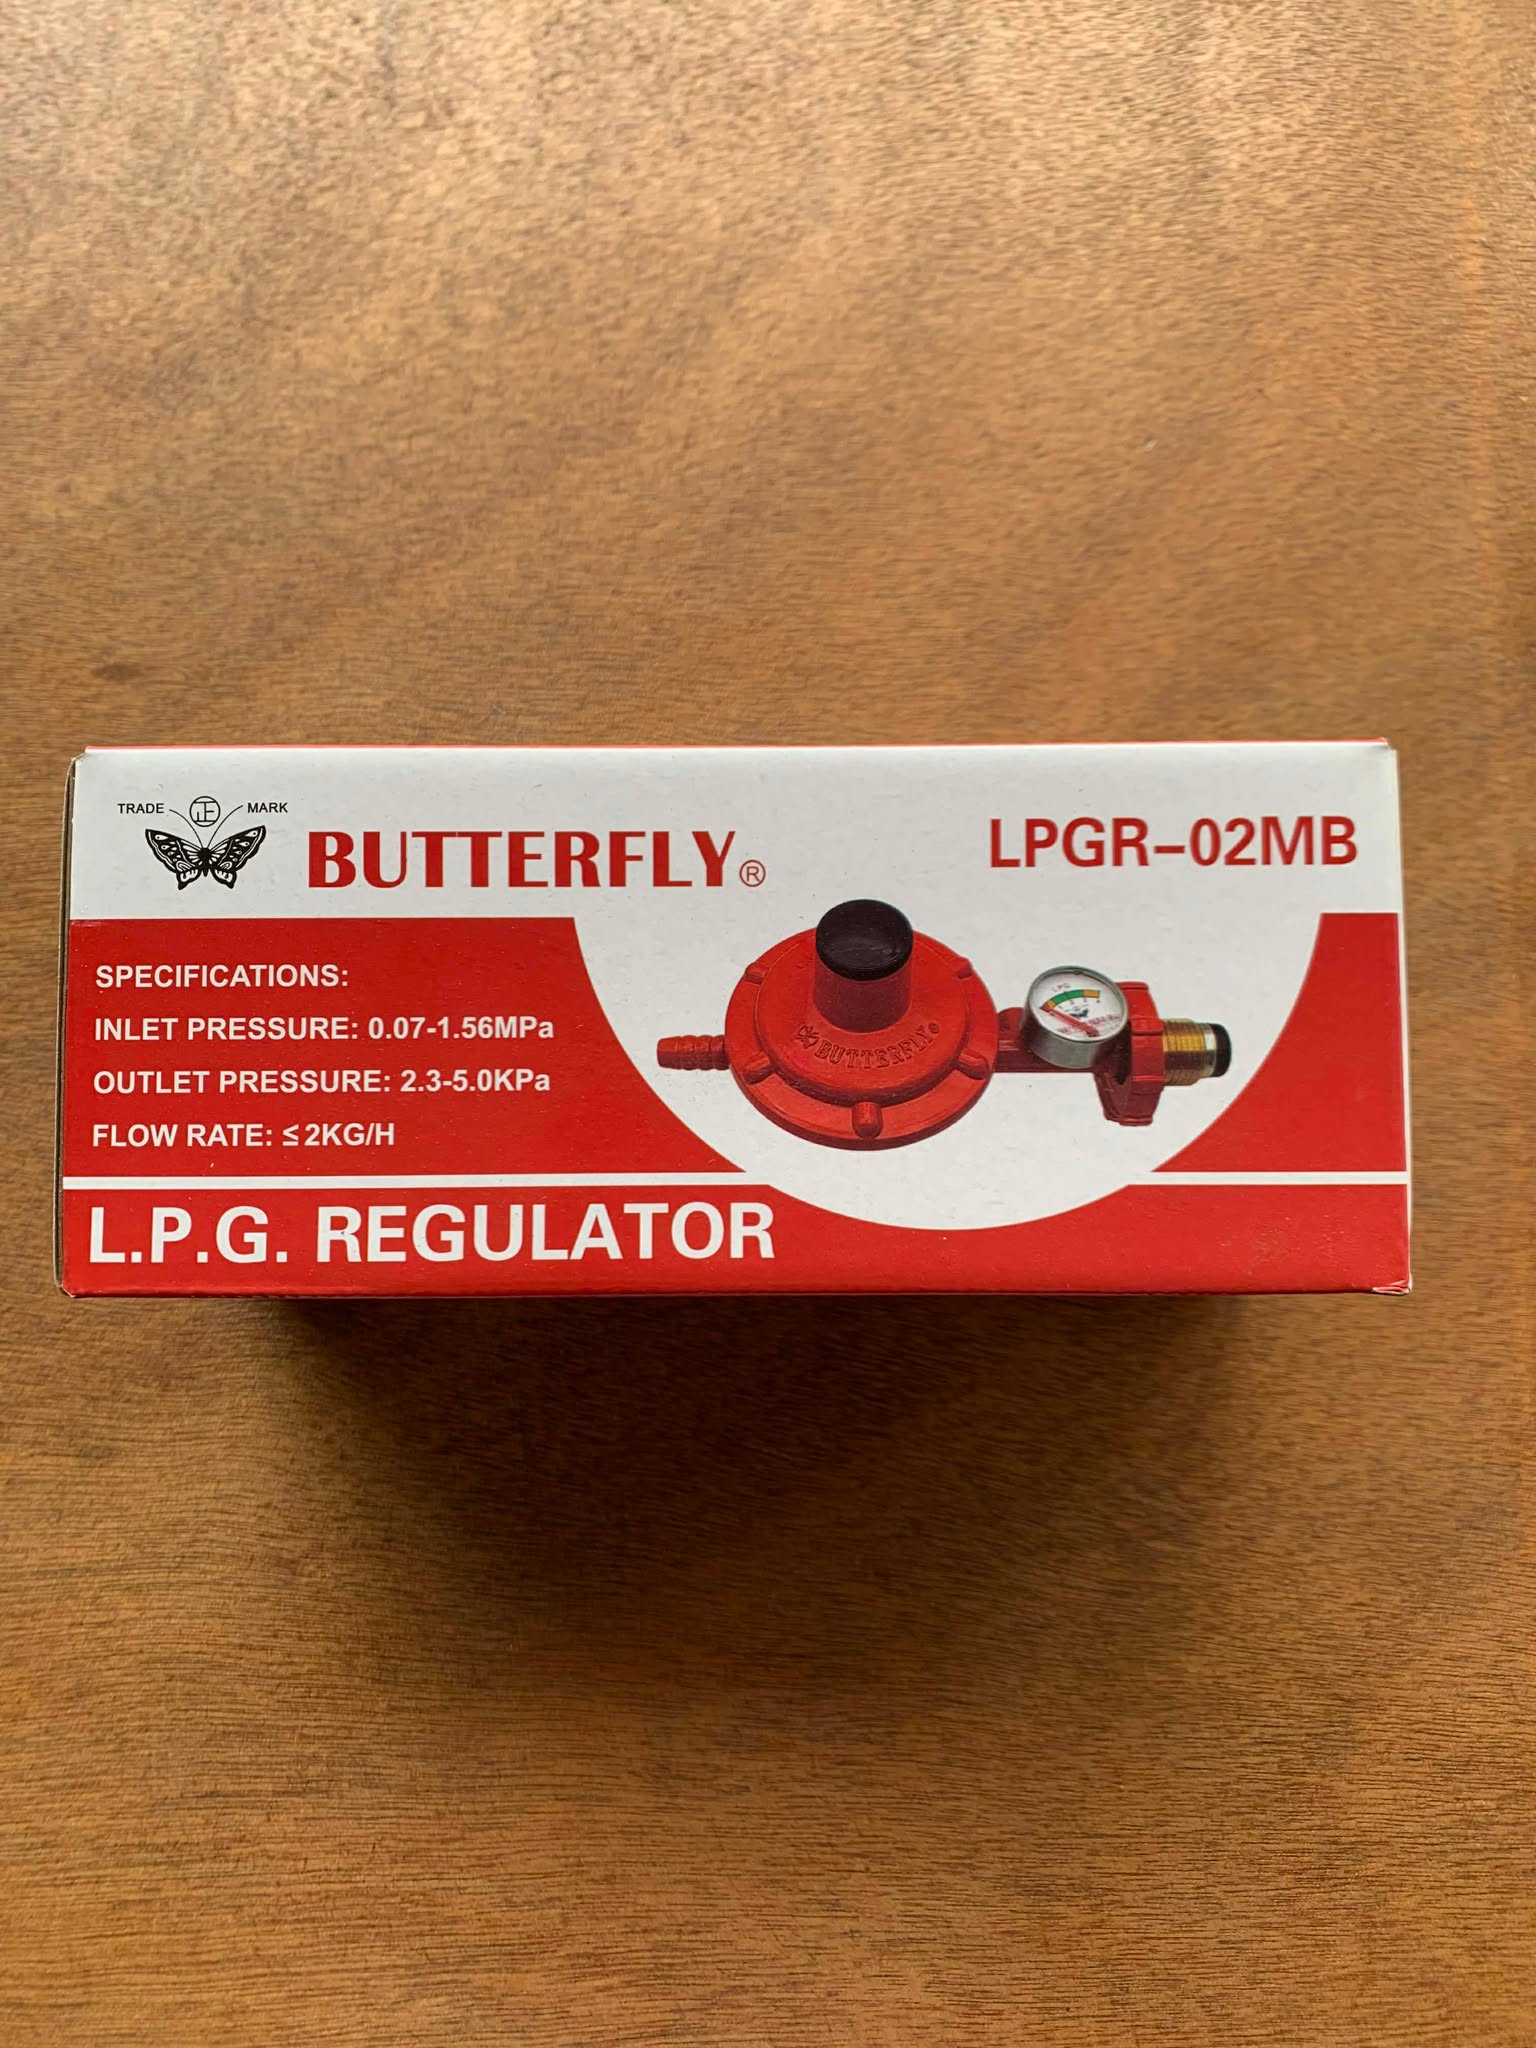 TRADE 正 MARK
BUTTERFLY®
LPGR-02MB
SPECIFICATIONS:
INLET PRESSURE: 0.07-1.56MPa
OUTLET PRESSURE: 2.3-5.0KPa
FLOW RATE: ≤2KG/H
LPG
BUTTERFLY®
L.P.G. REGULATOR